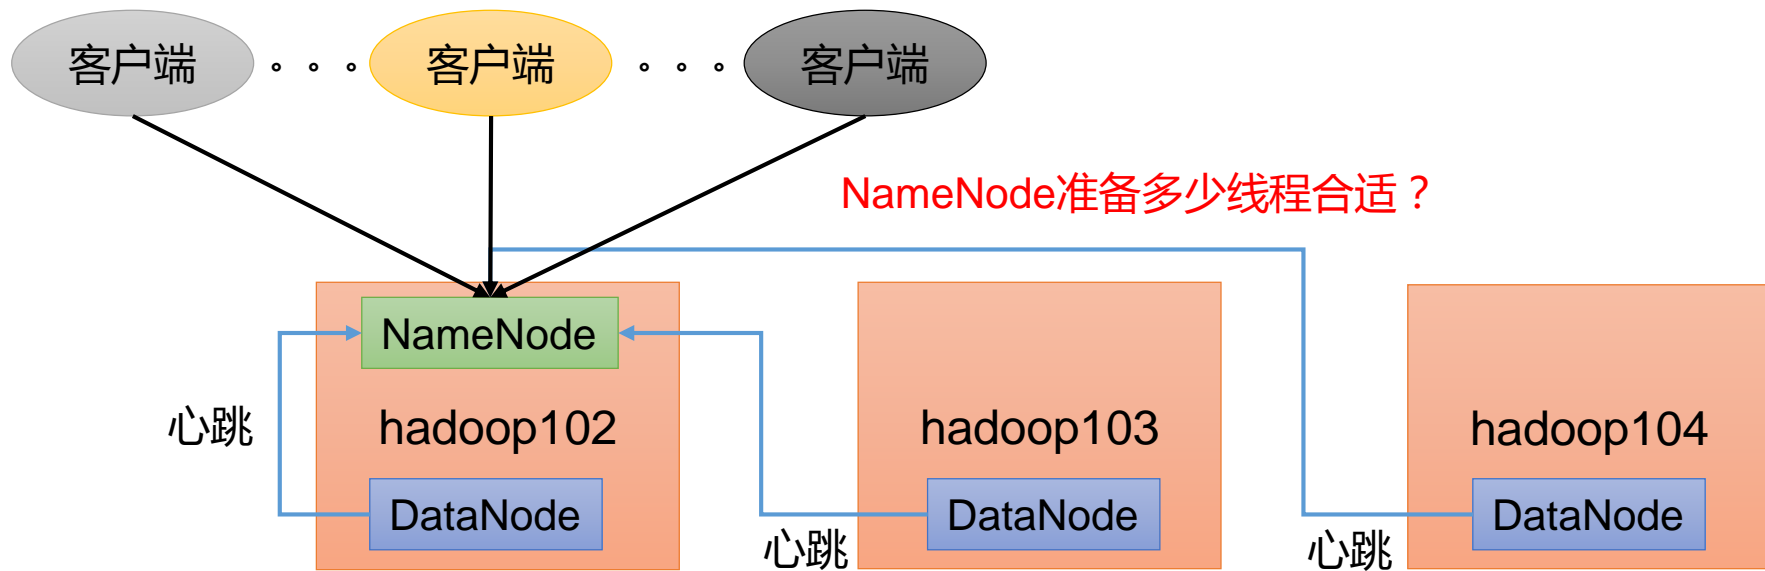 客户端 。。。 客户端 。。。 客户端
NameNode准备多少线程合适？
NameNode
心跳
hadoop102
hadoop103
hadoop104
DataNode
DataNode
DataNode
心跳
心跳